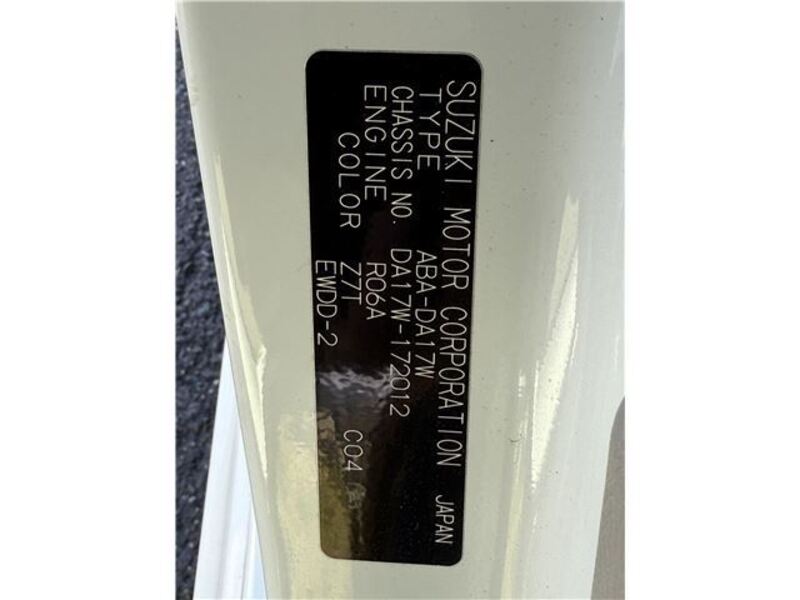 SUZUKI MOTOR CORPORATION JAPAN
TYPE ABA-DA17W
CHASSIS NO. DA17W-172012
ENGINE R06A
COLOR Z7T C04
EWDD-2